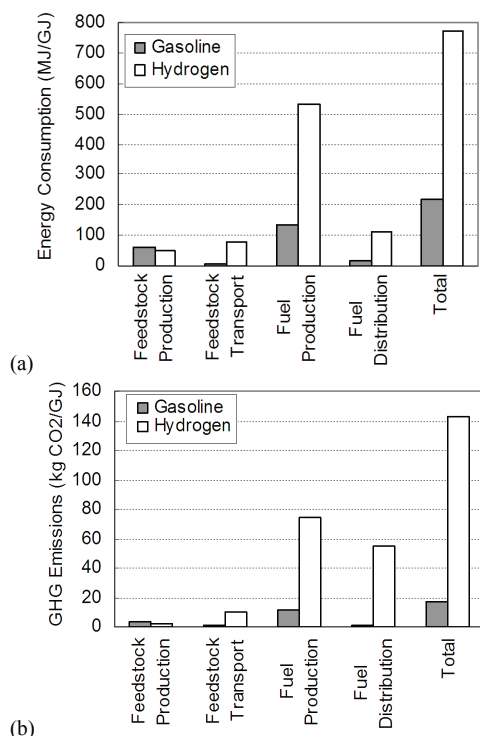 800
700
600
500
400
300
200
100
0
Energy Consumption (MJ/GJ)
Gasoline
Hydrogen
Feedstock
Production
Feedstock
Transport
Fuel
Production
Fuel
Distribution
Total
(a)
160
140
120
100
80
60
40
20
0
GHG Emissions (kg CO2/GJ)
Gasoline
Hydrogen
Feedstock
Production
Feedstock
Transport
Fuel
Production
Fuel
Distribution
Total
(b)